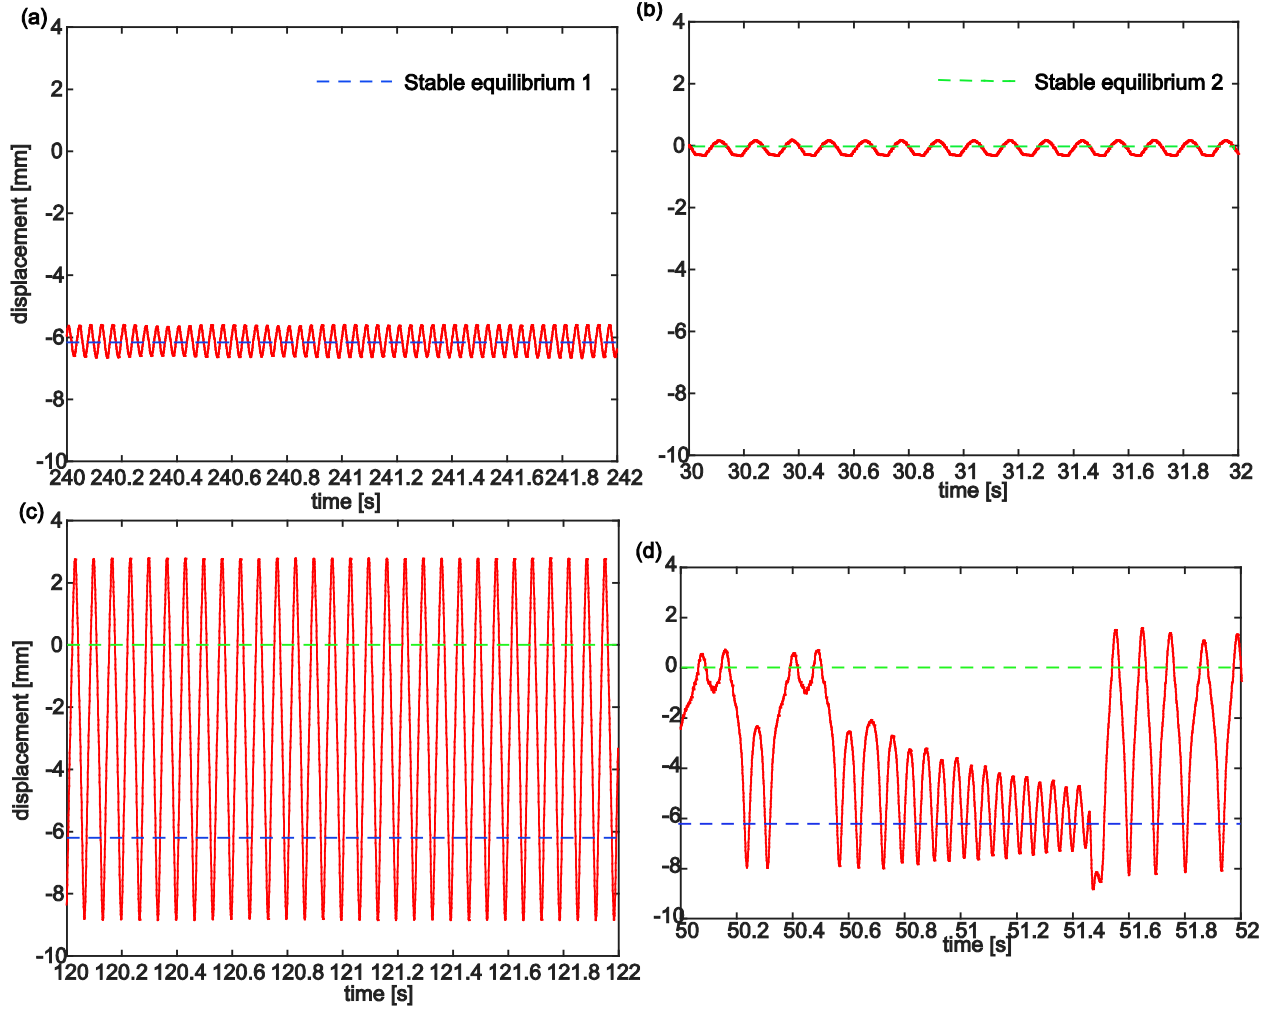 (a)
4
2
0
-2
-4
-6
-8
-10
displacement [mm]
Stable equilibrium 1
240 240.2 240.4 240.6 240.8 241 241.2 241.4 241.6 241.8 242
time [s]
(b)
4
2
0
-2
-4
-6
-8
-10
Stable equilibrium 2
30 30.2 30.4 30.6 30.8 31 31.2 31.4 31.6 31.8 32
time [s]
(c)
4
2
0
-2
-4
-6
-8
-10
displacement [mm]
120 120.2 120.4 120.6 120.8 121 121.2 121.4 121.6 121.8 122
time [s]
(d)
4
2
0
-2
-4
-6
-8
-10
50 50.2 50.4 50.6 50.8 51 51.2 51.4 51.6 51.8 52
time [s]